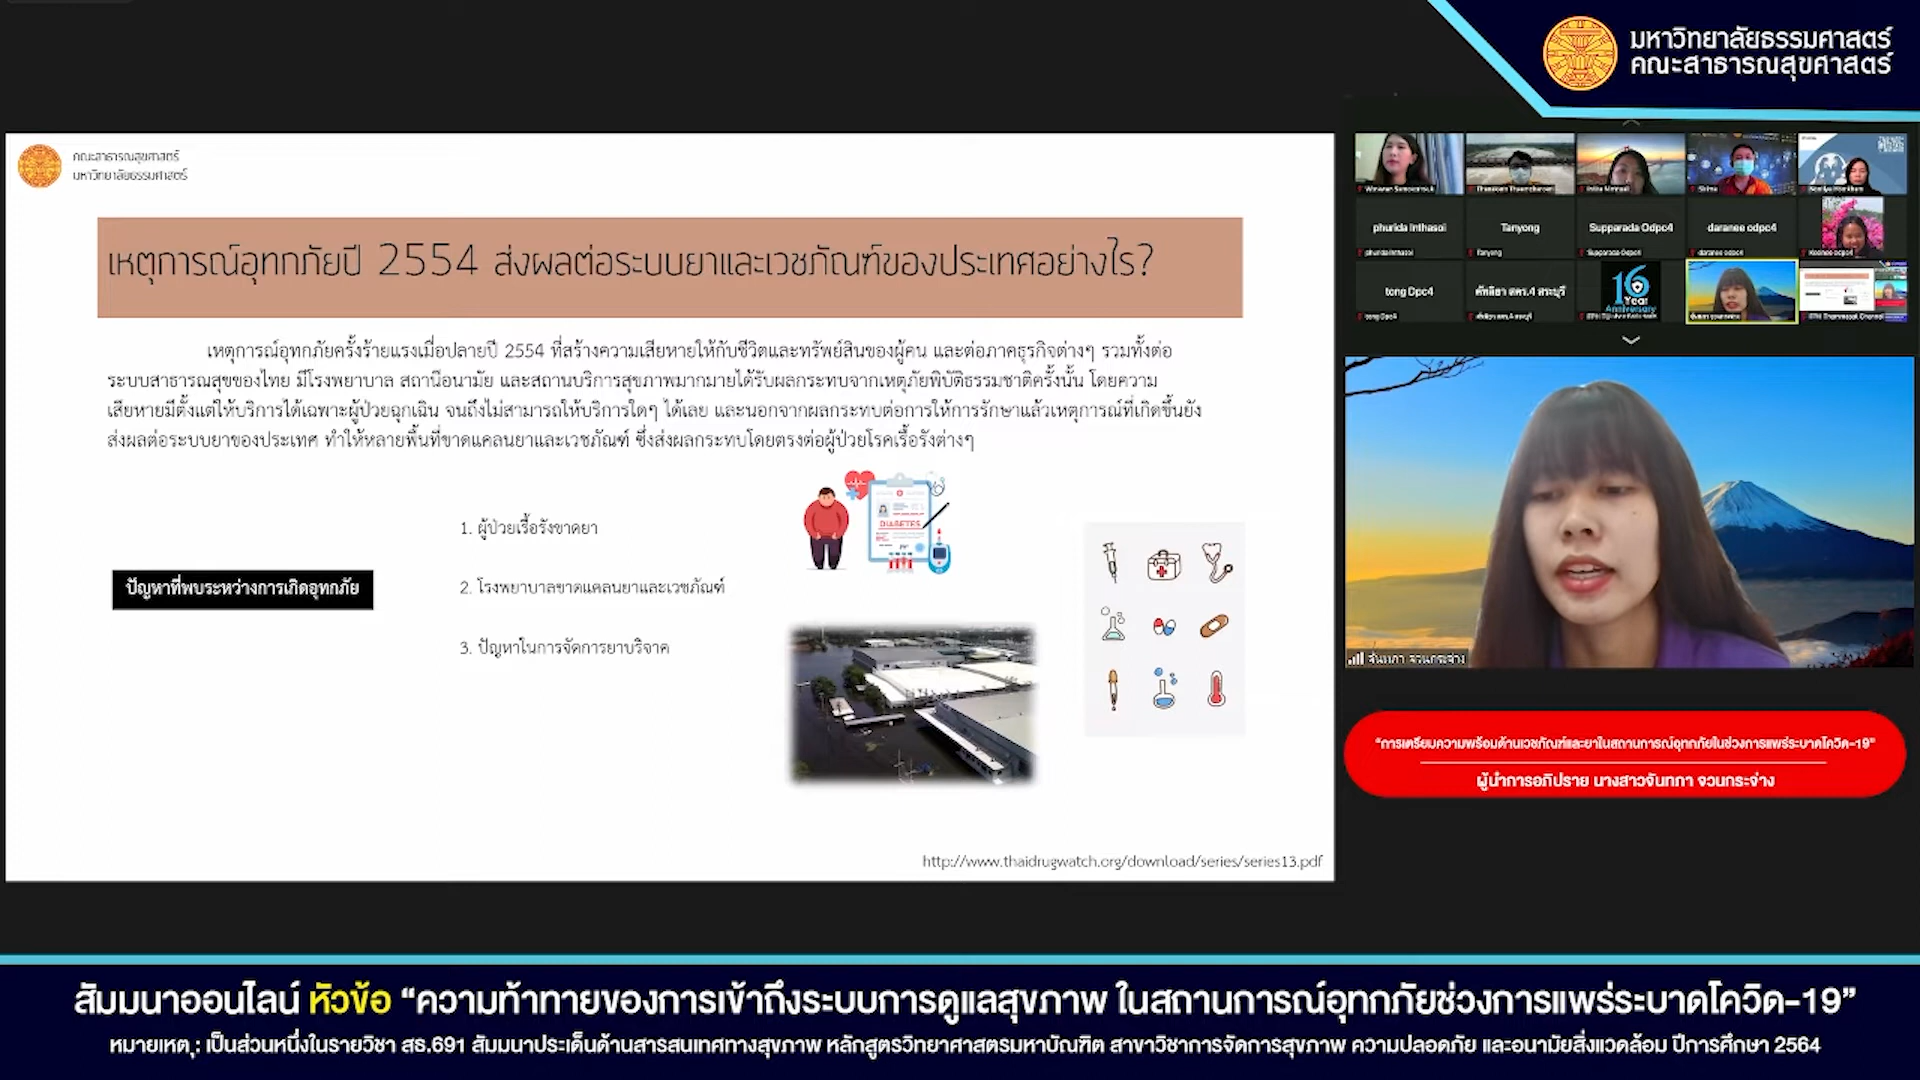 มหาวิทยาลัยธรรมศาสตร์
คณะสาธารณสุขศาสตร์
คณะสาธารณสุขศาสตร์
มหาวิทยาลัยธรรมศาสตร์
เหตุการณ์อุทกภัยปี 2554 ส่งผลต่อระบบยาและเวชภัณฑ์ของประเทศอย่างไร?
เหตุการณ์อุทกภัยครั้งร้ายแรงเมื่อปลายปี 2554 ที่สร้างความเสียหายให้กับชีวิตและทรัพย์สินของผู้คน และต่อภาคธุรกิจต่างๆ รวมทั้งต่อ
ระบบสาธารณสุขของไทย มีโรงพยาบาล สถานีอนามัย และสถานบริการสุขภาพมากมายได้รับผลกระทบจากเหตุภัยพิบัติธรรมชาติครั้งนั้น โดยความ
เสียหายมีตั้งแต่ให้บริการได้เฉพาะผู้ป่วยฉุกเฉิน จนถึงไม่สามารถให้บริการใดๆ ได้เลย และนอกจากผลกระทบต่อการให้การรักษาแล้วเหตุการณ์ที่เกิดขึ้นยัง
ส่งผลต่อระบบยาของประเทศ ทำให้หลายพื้นที่ขาดแคลนยาและเวชภัณฑ์ ซึ่งส่งผลกระทบโดยตรงต่อผู้ป่วยโรคเรื้อรังต่างๆ
ปัญหาที่พบระหว่างการเกิดอุทกภัย
1. ผู้ป่วยเรื้อรังขาดยา
2. โรงพยาบาลขาดแคลนยาและเวชภัณฑ์
3. ปัญหาในการจัดการยาบริจาค
DIABETES
http://www.thaidrugwatch.org/download/series/series13.pdf
phurida Inthasoi
Tanyong
Supparada Odpc4
daranee odpc4
phurida Inthasoi
Tanyong
Supparada Odpc4
daranee odpc4
tong Dpc4
คัทลียา สคร.4 สระบุรี
16
Year
Anniversary
tong Dpc4
จันทภา จวนกระจ่าง
“การเตรียมความพร้อมด้านเวชภัณฑ์และยาในสถานการณ์อุทกภัยในช่วงการแพร่ระบาดโควิด-19”
ผู้นำการอภิปราย นางสาวจันทภา จวนกระจ่าง
สัมมนาออนไลน์ หัวข้อ “ความท้าทายของการเข้าถึงระบบการดูแลสุขภาพ ในสถานการณ์อุทกภัยช่วงการแพร่ระบาดโควิด-19”
หมายเหตุ : เป็นส่วนหนึ่งในรายวิชา สธ.691 สัมมนาประเด็นด้านสารสนเทศทางสุขภาพ หลักสูตรวิทยาศาสตรมหาบัณฑิต สาขาวิชาการจัดการสุขภาพ ความปลอดภัย และอนามัยสิ่งแวดล้อม ปีการศึกษา 2564